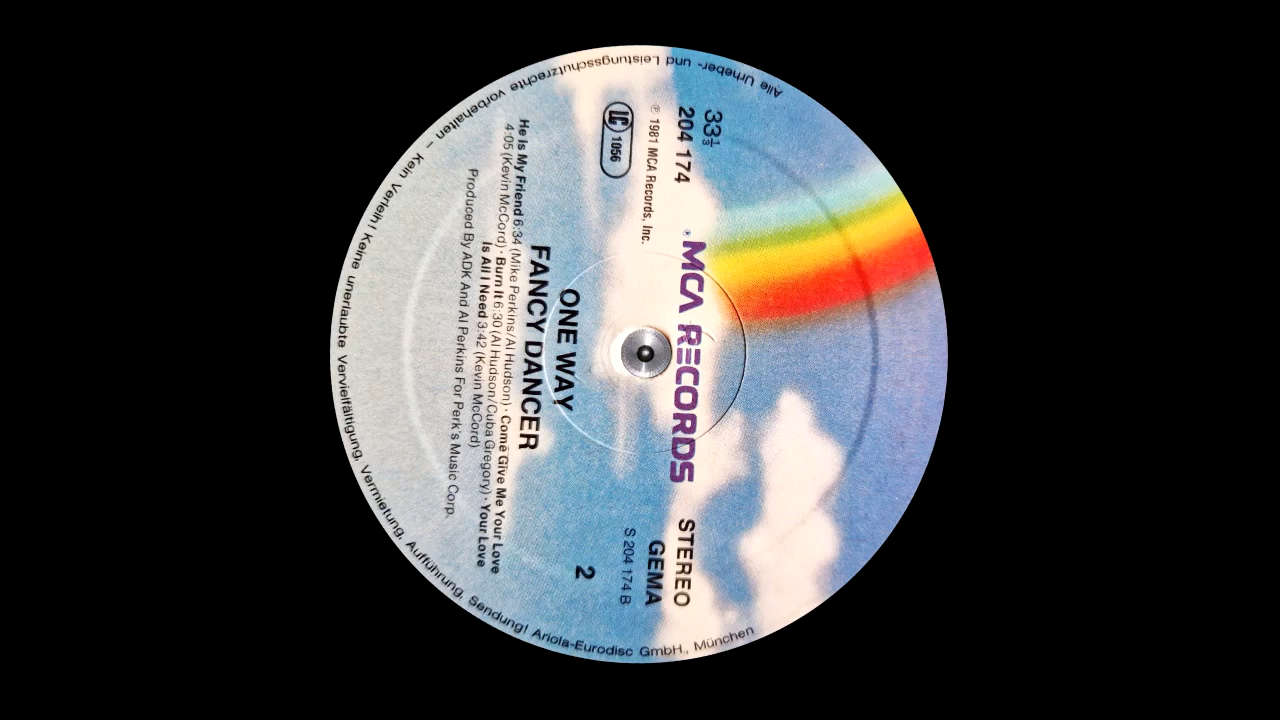 Alle Urheber- und Leistungsschutzrechte vorbehalten – Kein Verleih! Keine unerlaubte Vervielfältigung, Vermietung, Aufführung, Sendung! Ariola-Eurodisc GmbH., München
33 1/3
204 174
℗ 1981 MCA Records, Inc.
LC 1056
MCA RECORDS
STEREO
GEMA
S 204 174 B
2
ONE WAY
FANCY DANCER
He Is My Friend 6:34 (Mike Perkins/Al Hudson) · Come Give Me Your Love
4:05 (Kevin McCord) · Burn It 6:30 (Al Hudson/Cuba Gregory) · Your Love
Is All I Need 3:42 (Kevin McCord)
Produced By ADK And Al Perkins For Perk's Music Corp.